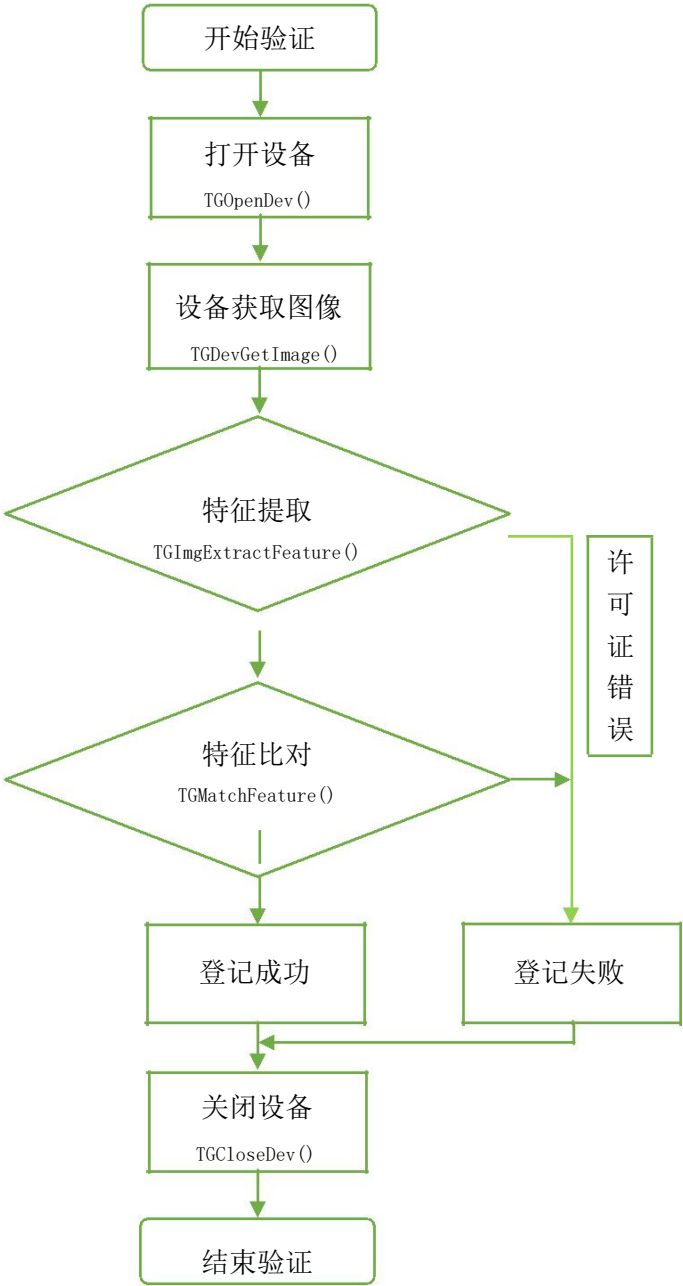 开始验证
打开设备
TGOpenDev()
设备获取图像
TGDevGetImage()
特征提取
TGImgExtractFeature()
许
可
证
错
误
特征比对
TGMatchFeature()
登记成功
登记失败
关闭设备
TGCloseDev()
结束验证